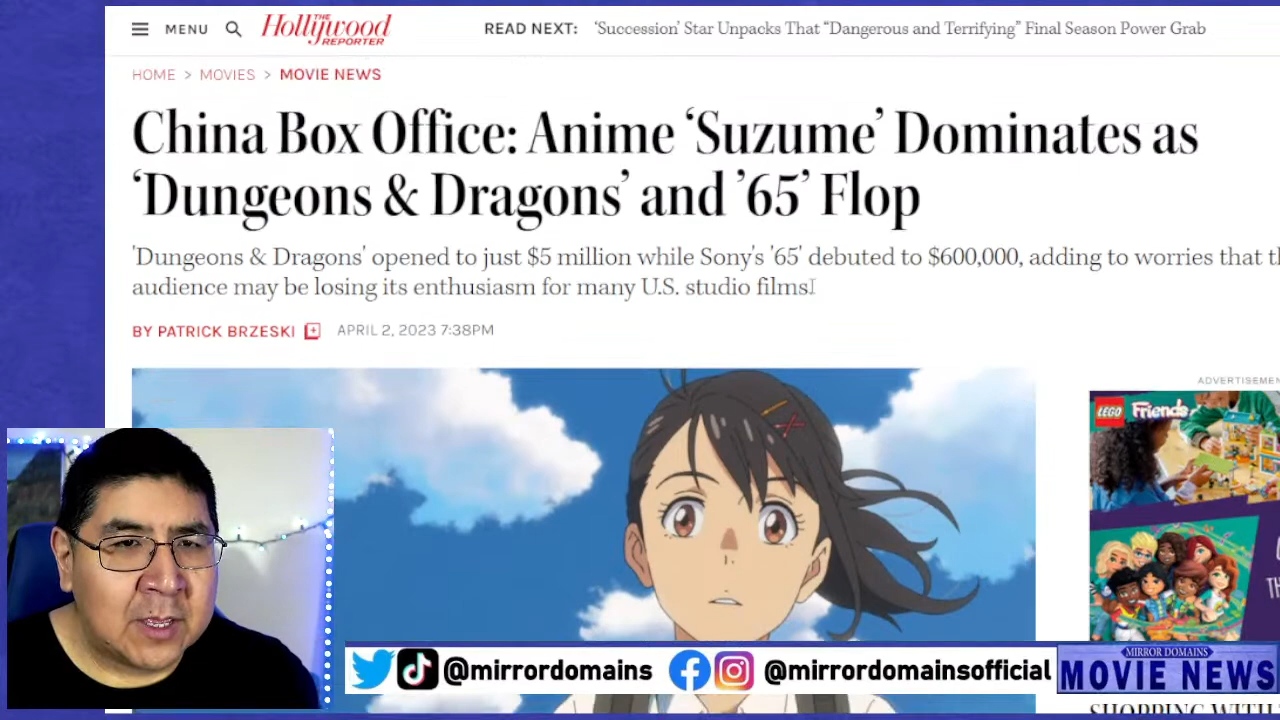 MENU
THE
Hollywood
REPORTER
READ NEXT: ‘Succession’ Star Unpacks That “Dangerous and Terrifying” Final Season Power Grab
HOME > MOVIES > MOVIE NEWS
China Box Office: Anime ‘Suzume’ Dominates as
‘Dungeons & Dragons’ and ’65’ Flop
'Dungeons & Dragons' opened to just $5 million while Sony's '65' debuted to $600,000, adding to worries that
audience may be losing its enthusiasm for many U.S. studio films.
BY PATRICK BRZESKI
APRIL 2, 2023 7:38PM
LEGO Friends
@mirrordomains
@mirrordomainsofficial
MIRROR DOMAINS
MOVIE NEWS